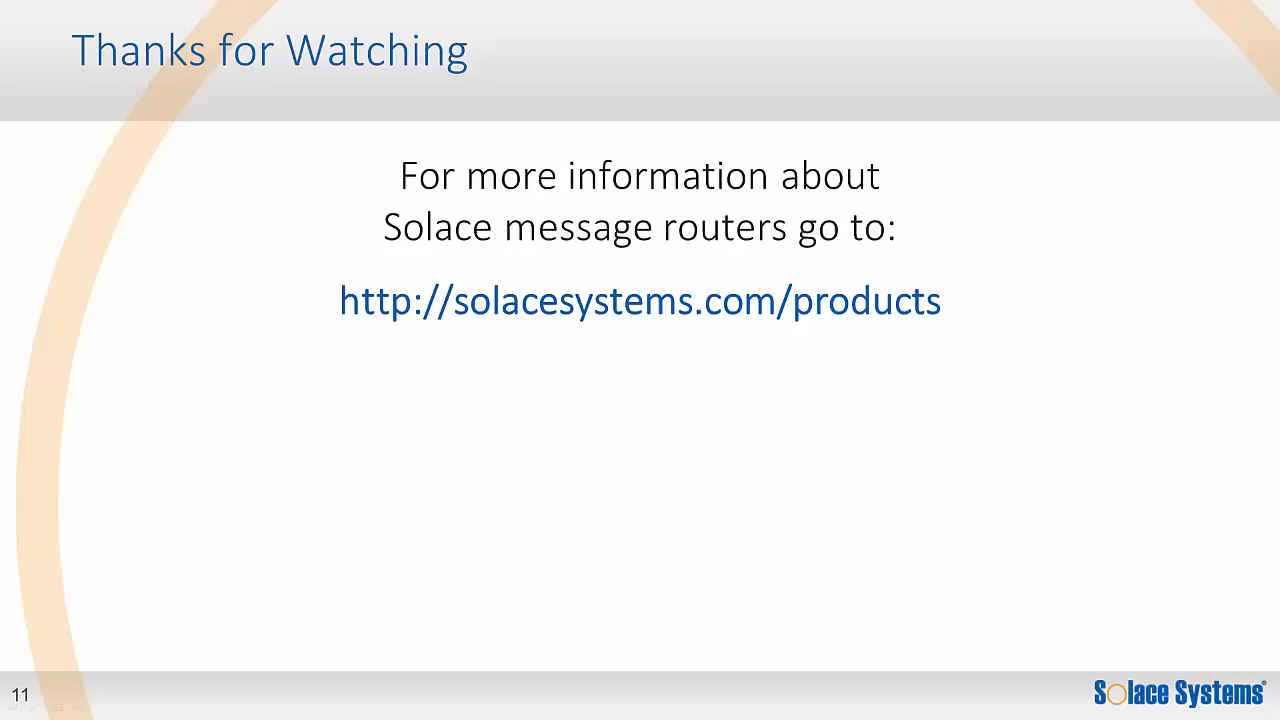 Thanks for Watching
For more information about
Solace message routers go to:
http://solacesystems.com/products
11
Solace Systems®